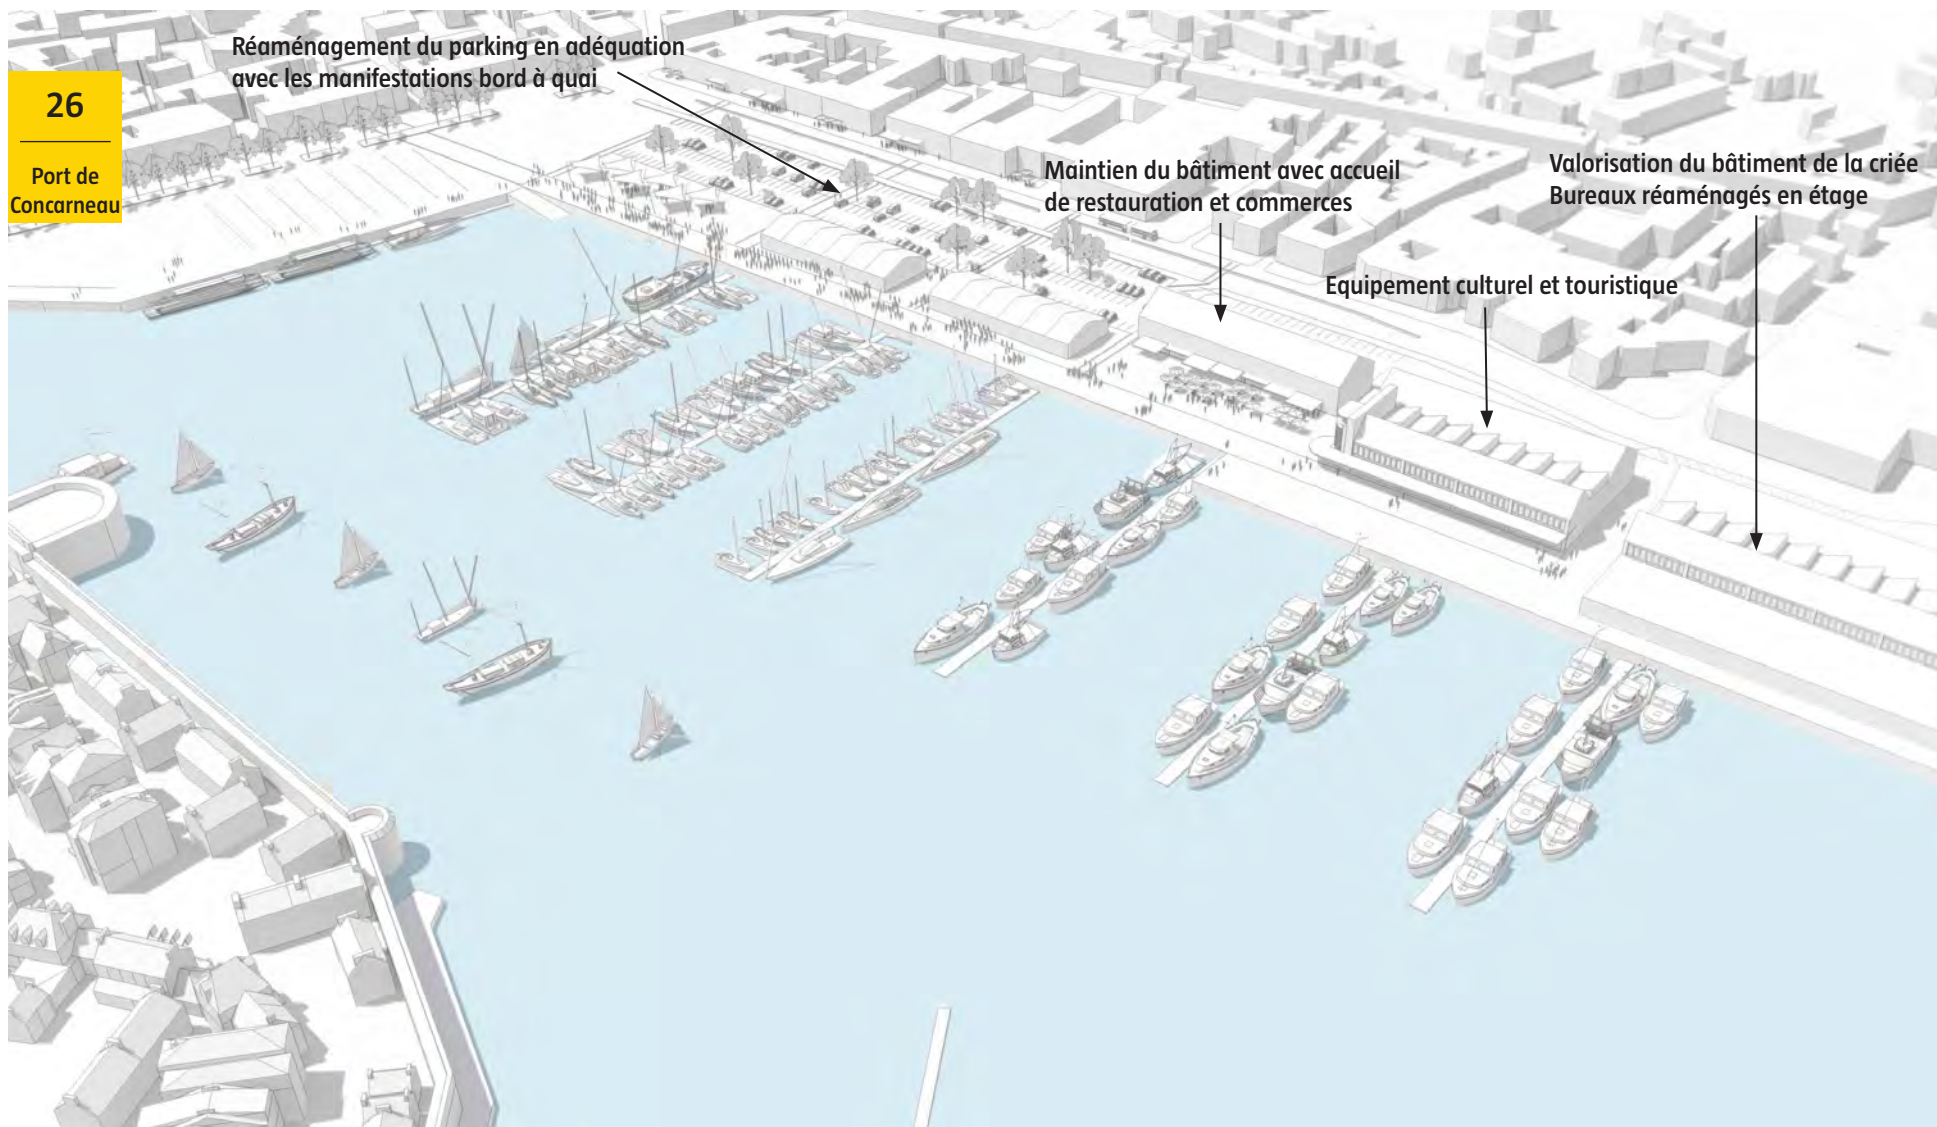 Réaménagement du parking en adéquation
avec les manifestations bord à quai
26
Port de
Concarneau
Maintien du bâtiment avec accueil
de restauration et commerces
Valorisation du bâtiment de la criée
Bureaux réaménagés en étage
Equipement culturel et touristique